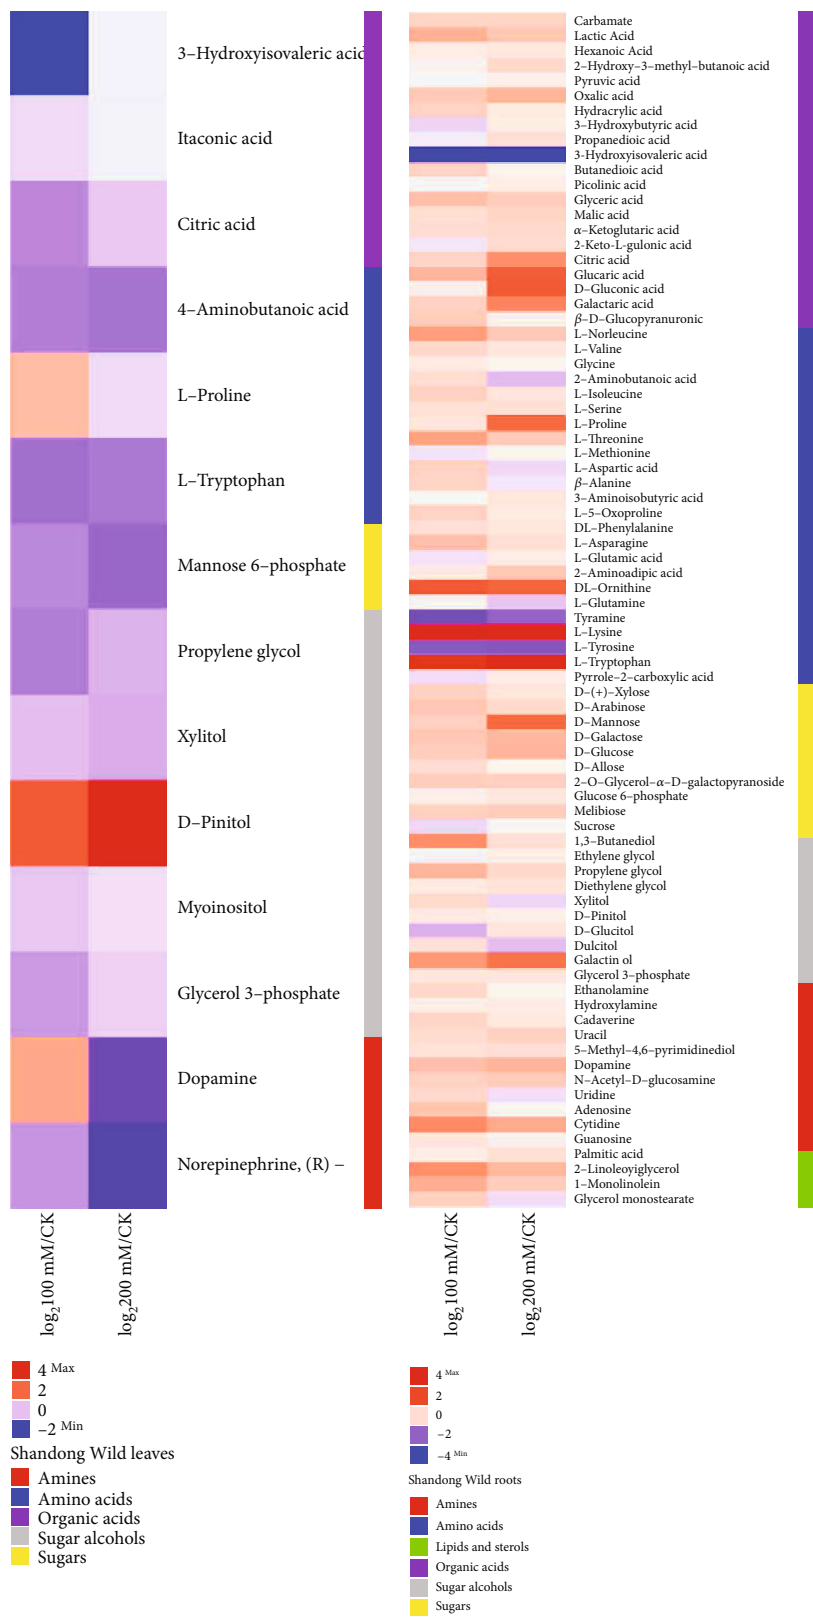 3–Hydroxyisovaleric acid
Itaconic acid
Citric acid
4–Aminobutanoic acid
L–Proline
L–Tryptophan
Mannose 6–phosphate
Propylene glycol
Xylitol
D–Pinitol
Myoinositol
Glycerol 3–phosphate
Dopamine
Norepinephrine, (R) –
log2100 mM/CK
log2200 mM/CK
4 Max
2
0
–2 Min
Shandong Wild leaves
Amines
Amino acids
Organic acids
Sugar alcohols
Sugars
Carbamate
Lactic Acid
Hexanoic Acid
2–Hydroxy–3–methyl–butanoic acid
Pyruvic acid
Oxalic acid
Hydracrylic acid
3–Hydroxybutyric acid
Propanedioic acid
3-Hydroxyisovaleric acid
Butanedioic acid
Picolinic acid
Glyceric acid
Malic acid
α–Ketoglutaric acid
2-Keto-L-gulonic acid
Citric acid
Glucaric acid
D–Gluconic acid
Galactaric acid
β–D–Glucopyranuronic
L–Norleucine
L–Valine
Glycine
2–Aminobutanoic acid
L–Isoleucine
L–Serine
L–Proline
L–Threonine
L–Methionine
L–Aspartic acid
β–Alanine
3–Aminoisobutyric acid
L–5–Oxoproline
DL–Phenylalanine
L–Asparagine
L–Glutamic acid
2–Aminoadipic acid
DL–Ornithine
L–Glutamine
Tyramine
L–Lysine
L–Tyrosine
L–Tryptophan
Pyrrole–2–carboxylic acid
D–(+)–Xylose
D–Arabinose
D–Mannose
D–Galactose
D–Glucose
D–Allose
2–O–Glycerol–α–D–galactopyranoside
Glucose 6–phosphate
Melibiose
Sucrose
1,3–Butanediol
Ethylene glycol
Propylene glycol
Diethylene glycol
Xylitol
D–Pinitol
D–Glucitol
Dulcitol
Galactin ol
Glycerol 3–phosphate
Ethanolamine
Hydroxylamine
Cadaverine
Uracil
5–Methyl–4,6–pyrimidinediol
Dopamine
N–Acetyl–D–glucosamine
Uridine
Adenosine
Cytidine
Guanosine
Palmitic acid
2–Linoleoyiglycerol
1–Monolinolein
Glycerol monostearate
log2100 mM/CK
log2200 mM/CK
4 Max
2
0
–2
–4 Min
Shandong Wild roots
Amines
Amino acids
Lipids and sterols
Organic acids
Sugar alcohols
Sugars